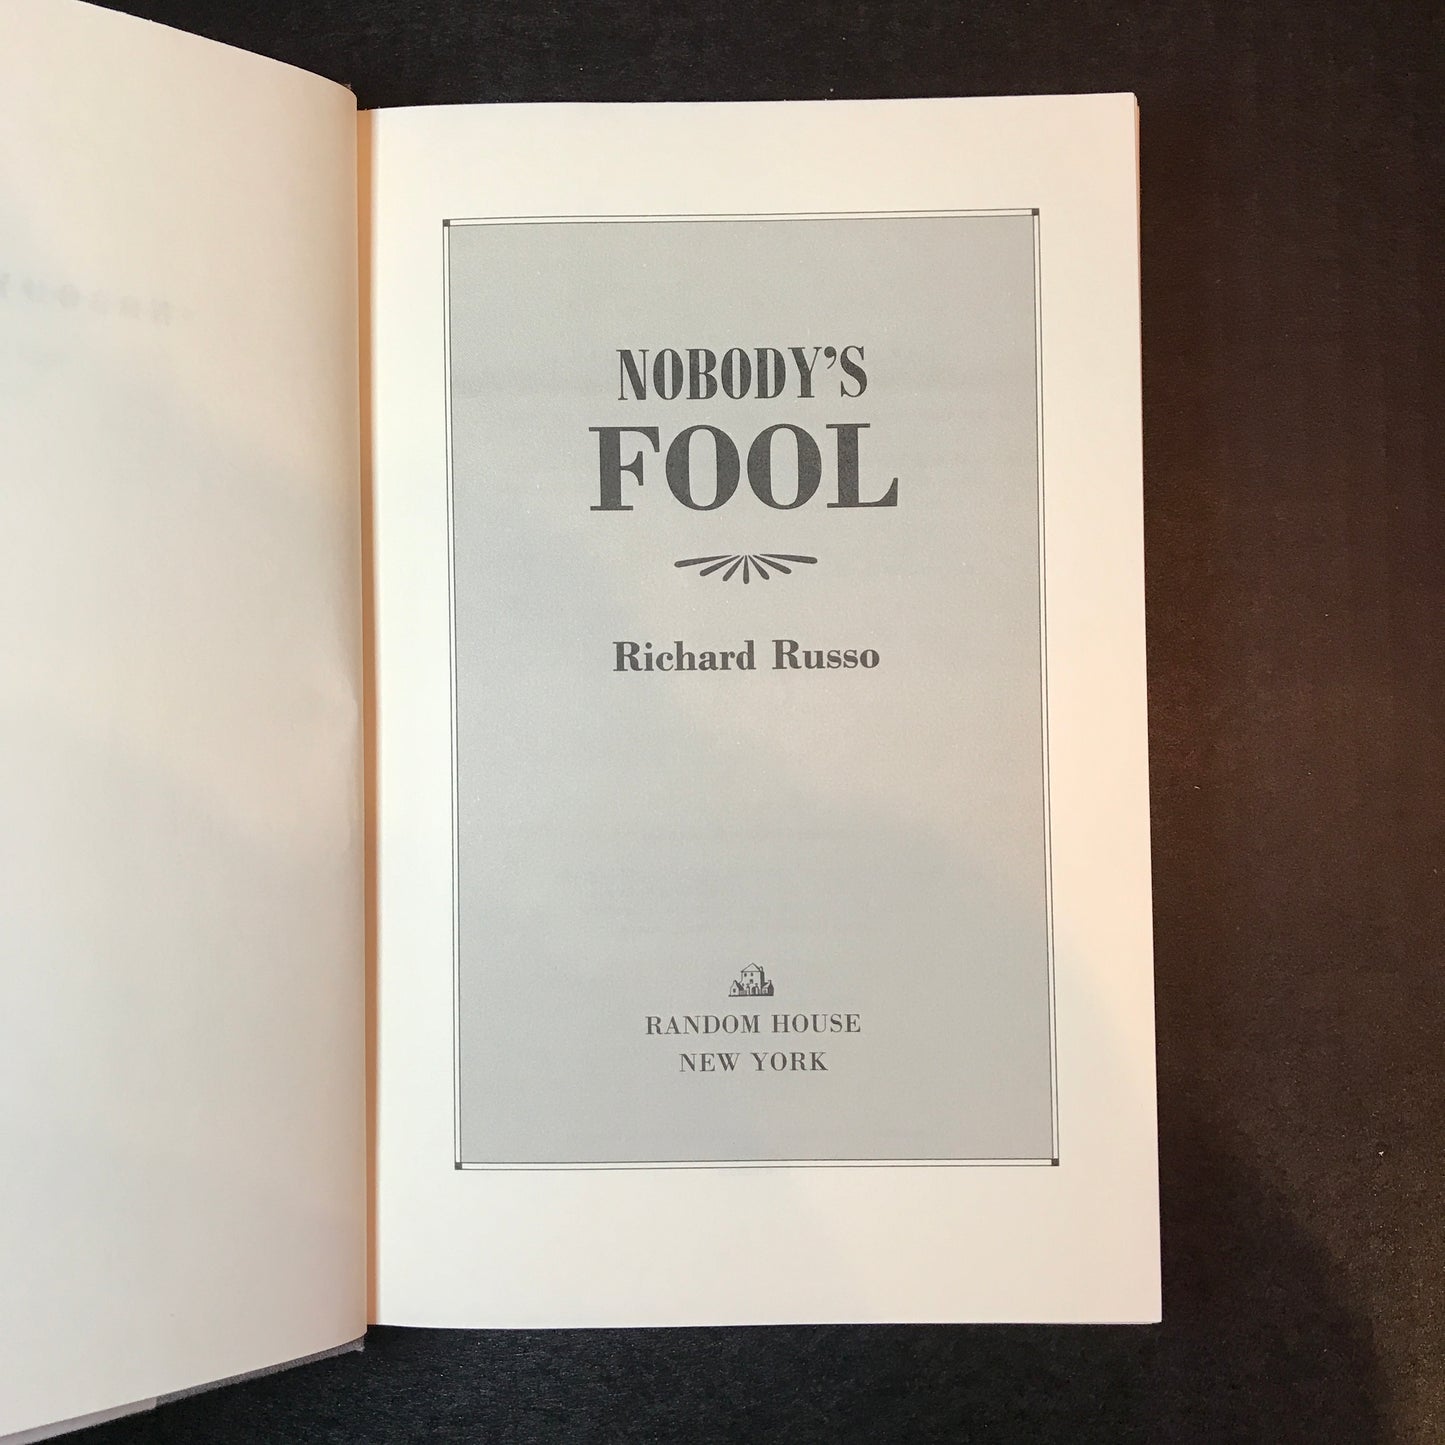 NOBODY'S
FOOL
Richard Russo
RANDOM HOUSE
NEW YORK